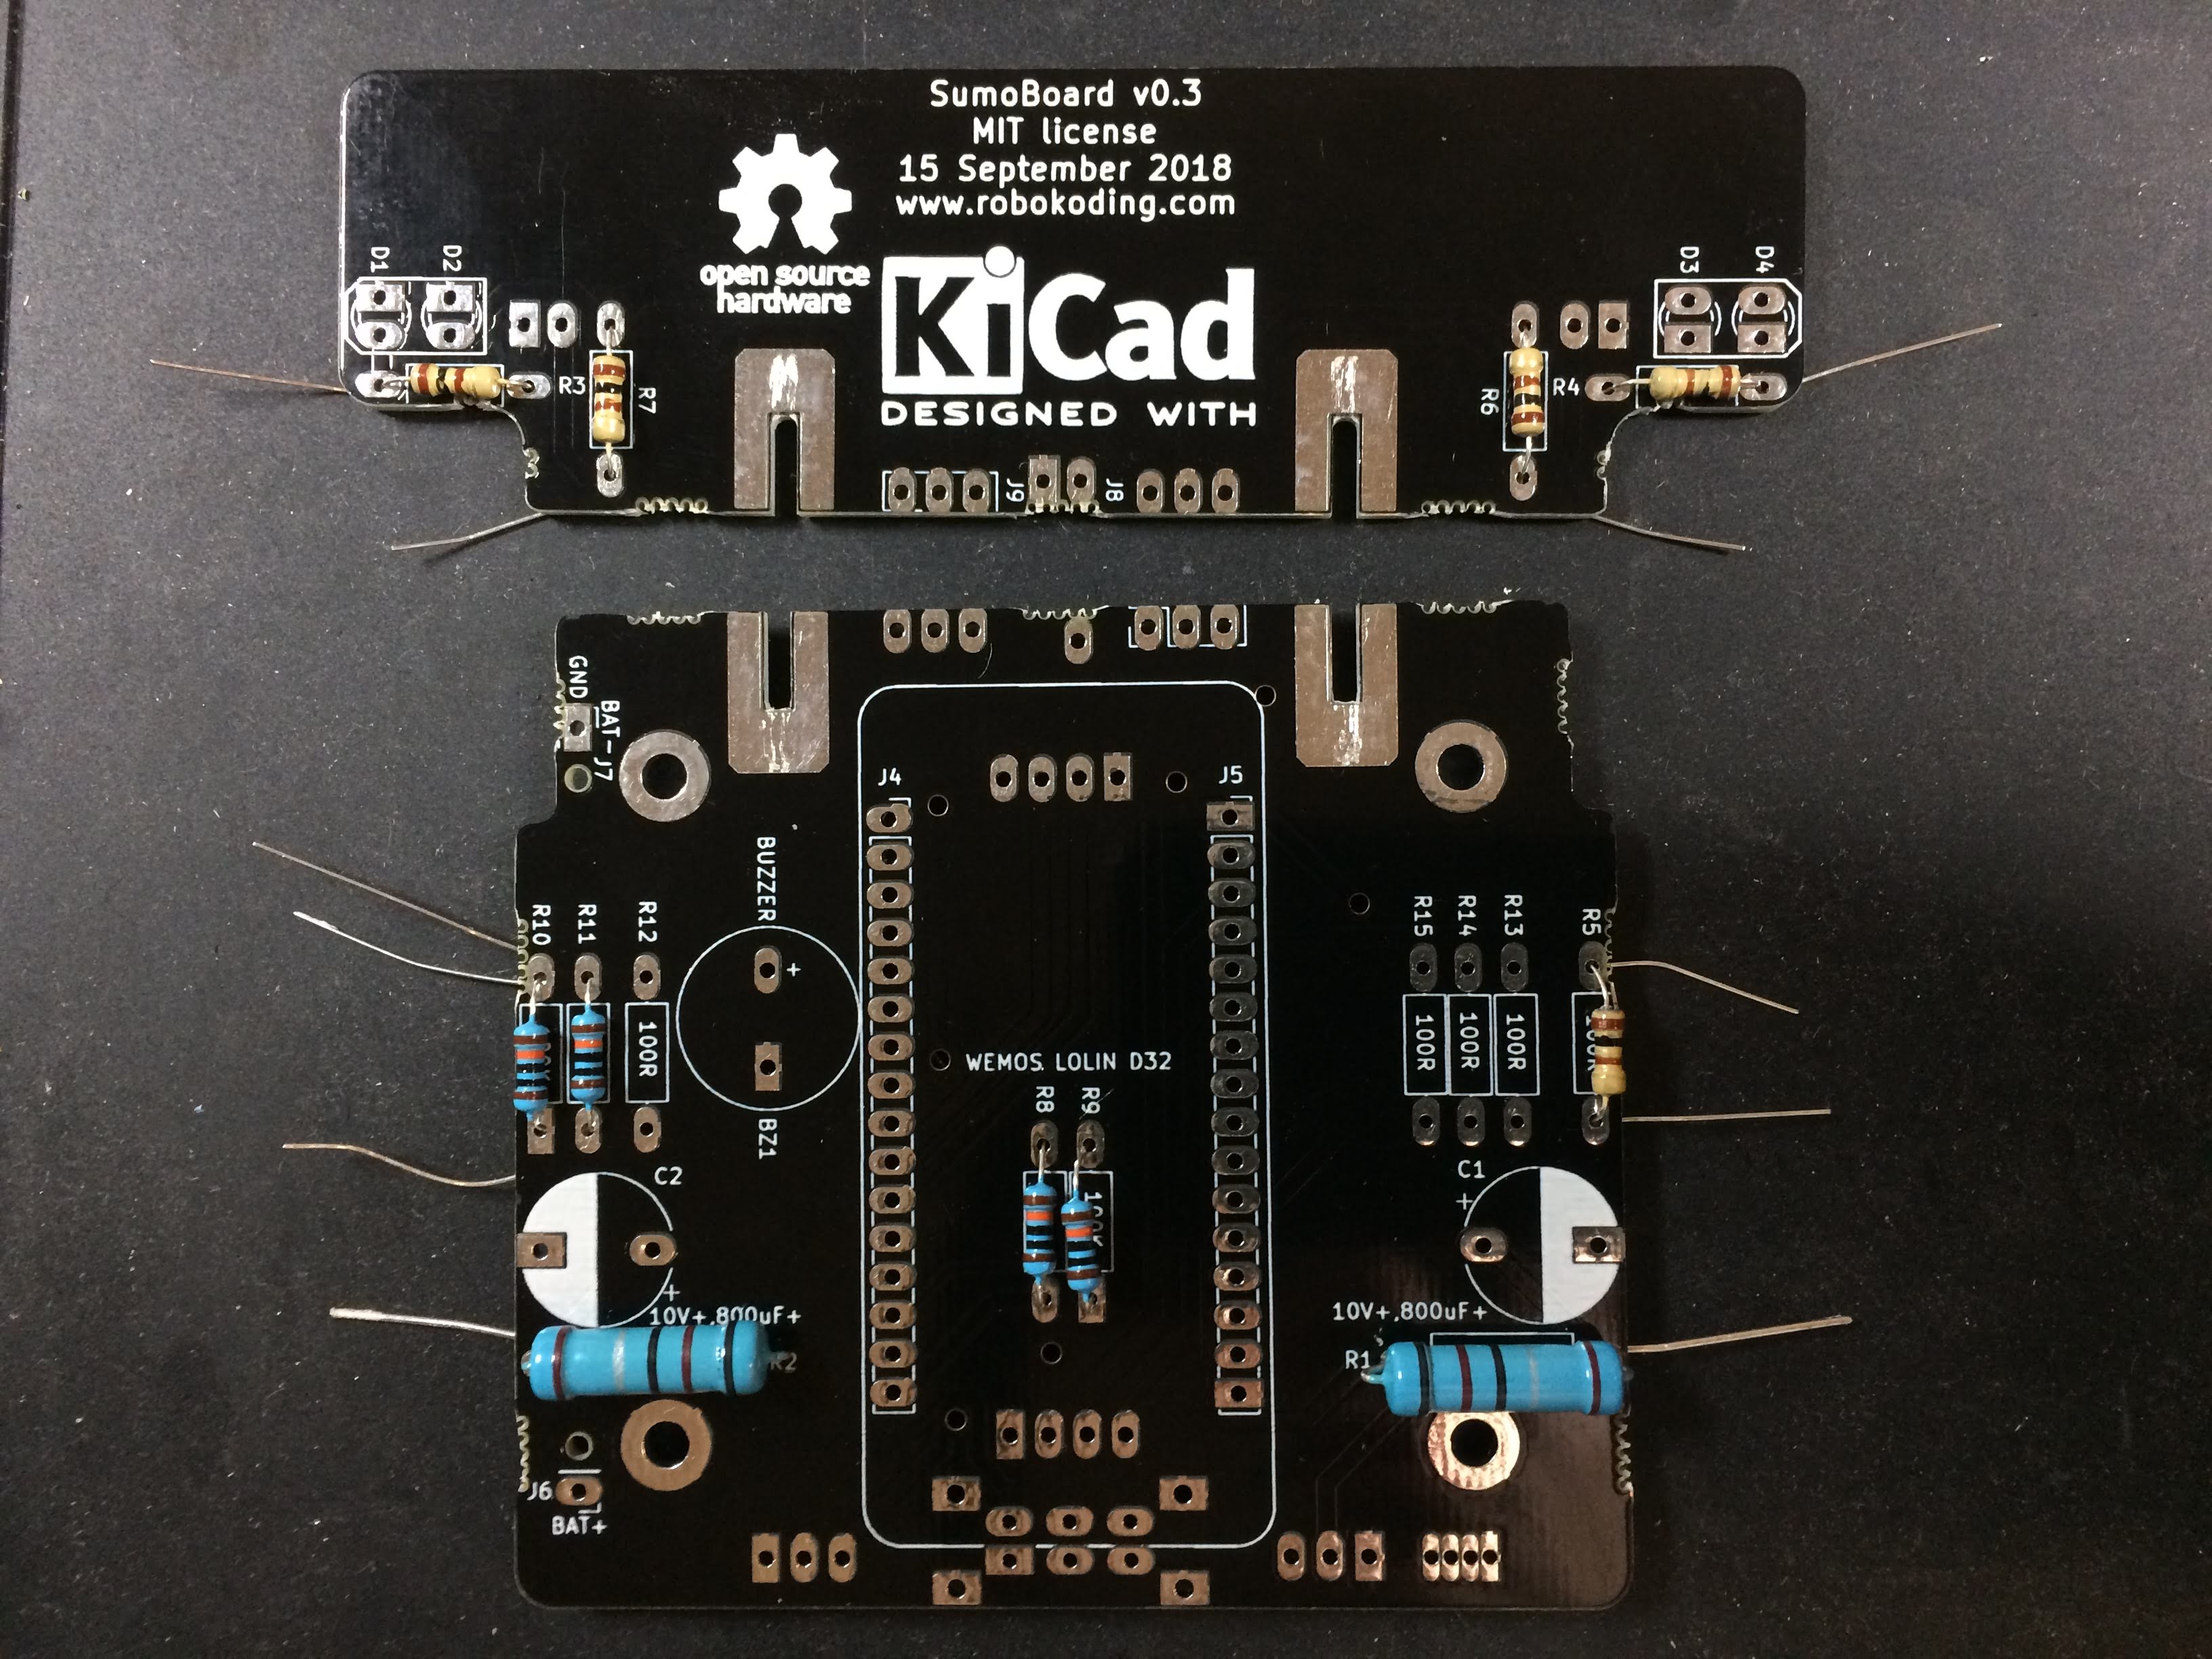 SumoBoard v0.3
MIT license
15 September 2018
www.robokoding.com
open source
hardware
KiCad
DESIGNED WITH
D1
D2
D3
D4
R3
R7
R6
R4
J9
J8
GND
BAT-
J7
J4
J5
BUZZER
R10
R11
R12
R15
R14
R13
R5
+
100R
100R
100R
100R
WEMOS LOLIN D32
R8
R9
BZ1
C2
C1
+
+
10V+,800uF+
10V+,800uF+
R2
R1
J6
BAT+